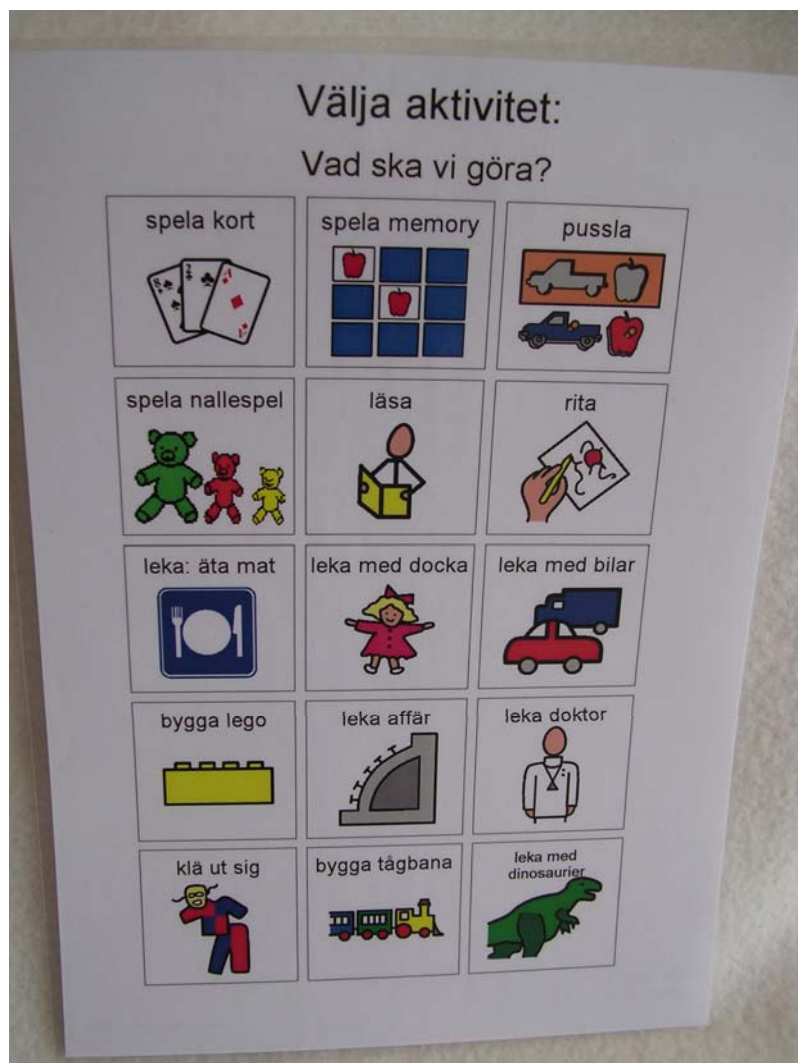 Välja aktivitet:
Vad ska vi göra?
spela kort
spela memory
pussla
spela nallespel
läsa
rita
leka: äta mat
leka med docka
leka med bilar
bygga lego
leka affär
leka doktor
klä ut sig
bygga tågbana
leka med
dinosaurier